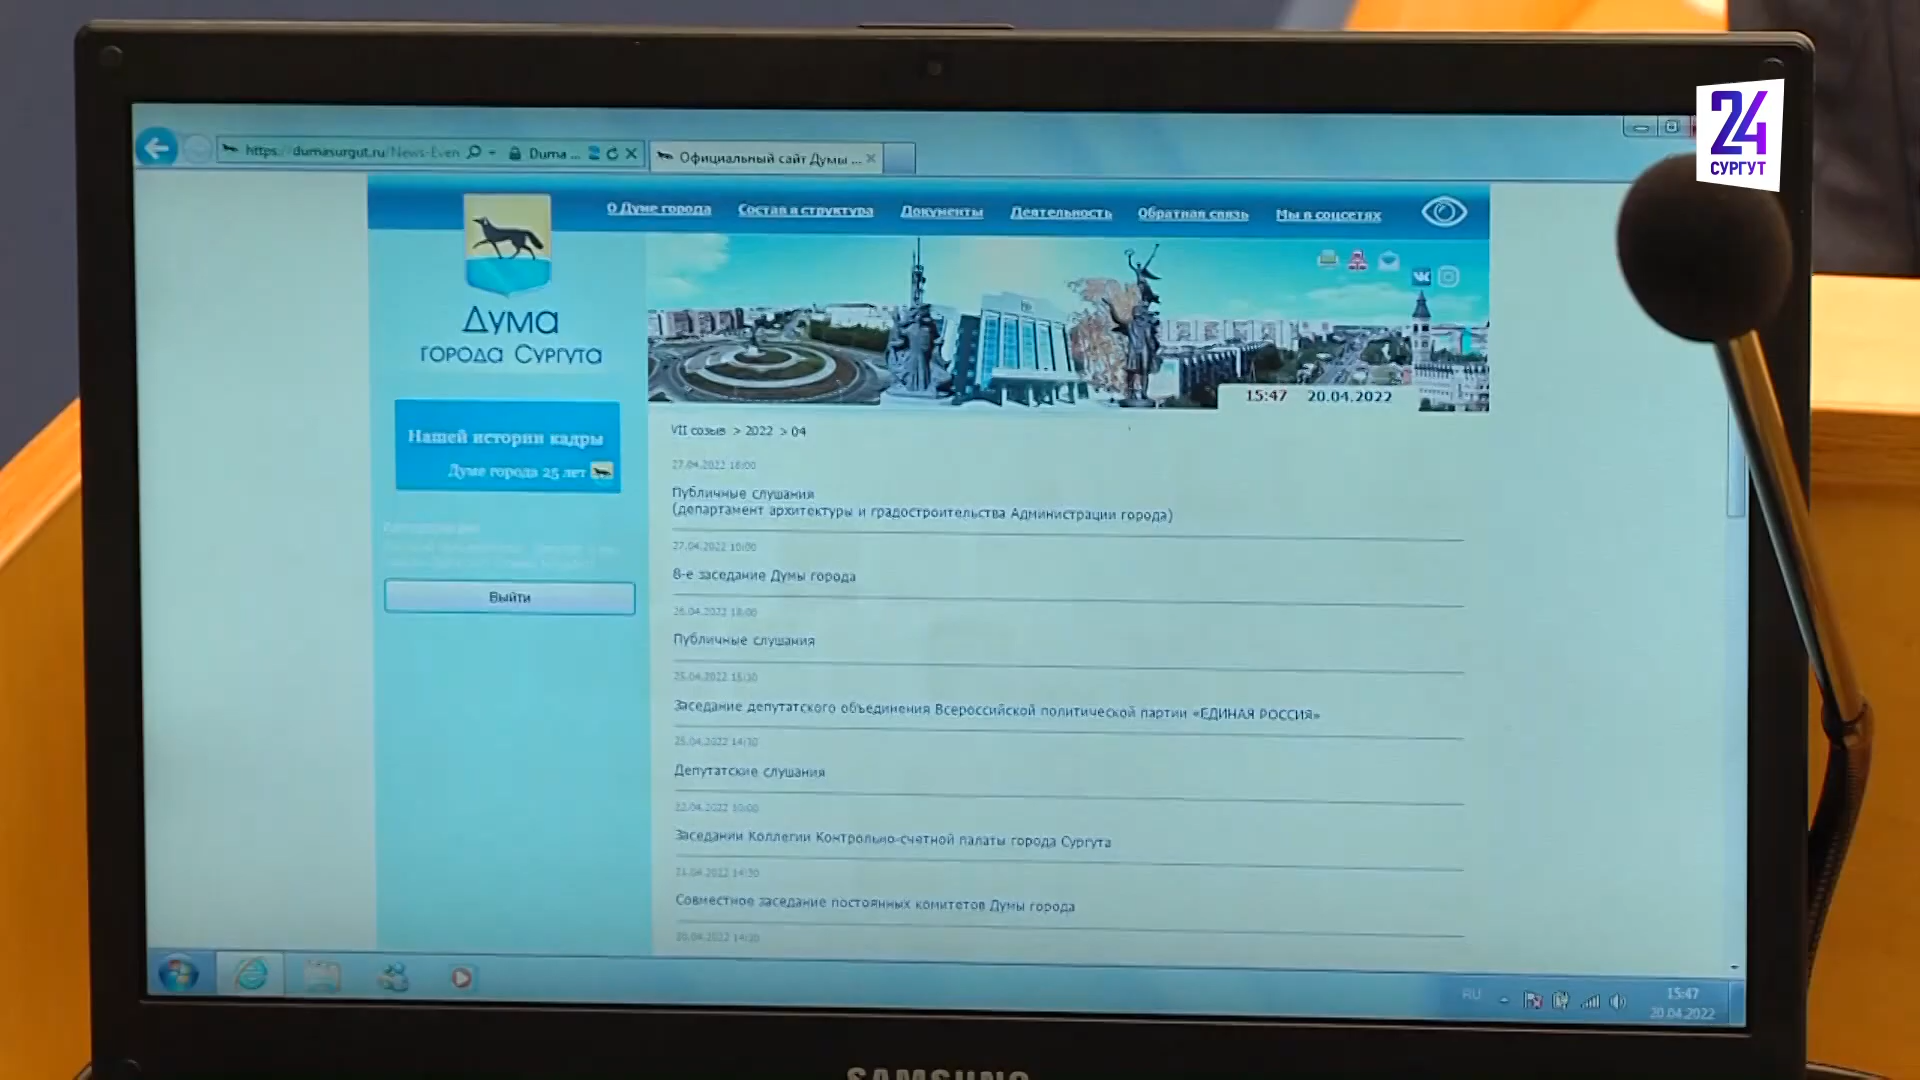 24
СУРГУТ
https://dumasurgut.ru/News-Even
Duma ...
Официальный сайт Думы ...
О Думе города
Состав и структура
Документы
Деятельность
Обратная связь
Мы в соцсетях
Дума
города Сургута
15:47 20.04.2022
Нашей истории кадры
Думе города 25 лет
Выйти
VII созыв > 2022 > 04
27.04.2022 18:00
Публичные слушания
(департамент архитектуры и градостроительства Администрации города)
27.04.2022 10:00
8-е заседание Думы города
26.04.2022 18:00
Публичные слушания
25.04.2022 15:30
Заседание депутатского объединения Всероссийской политической партии «ЕДИНАЯ РОССИЯ»
25.04.2022 14:30
Депутатские слушания
22.04.2022 10:00
Заседании Коллегии Контрольно-счетной палаты города Сургута
21.04.2022 14:30
Совместное заседание постоянных комитетов Думы города
20.04.2022 14:30
RU
15:47
20.04.2022
SAMSUNG